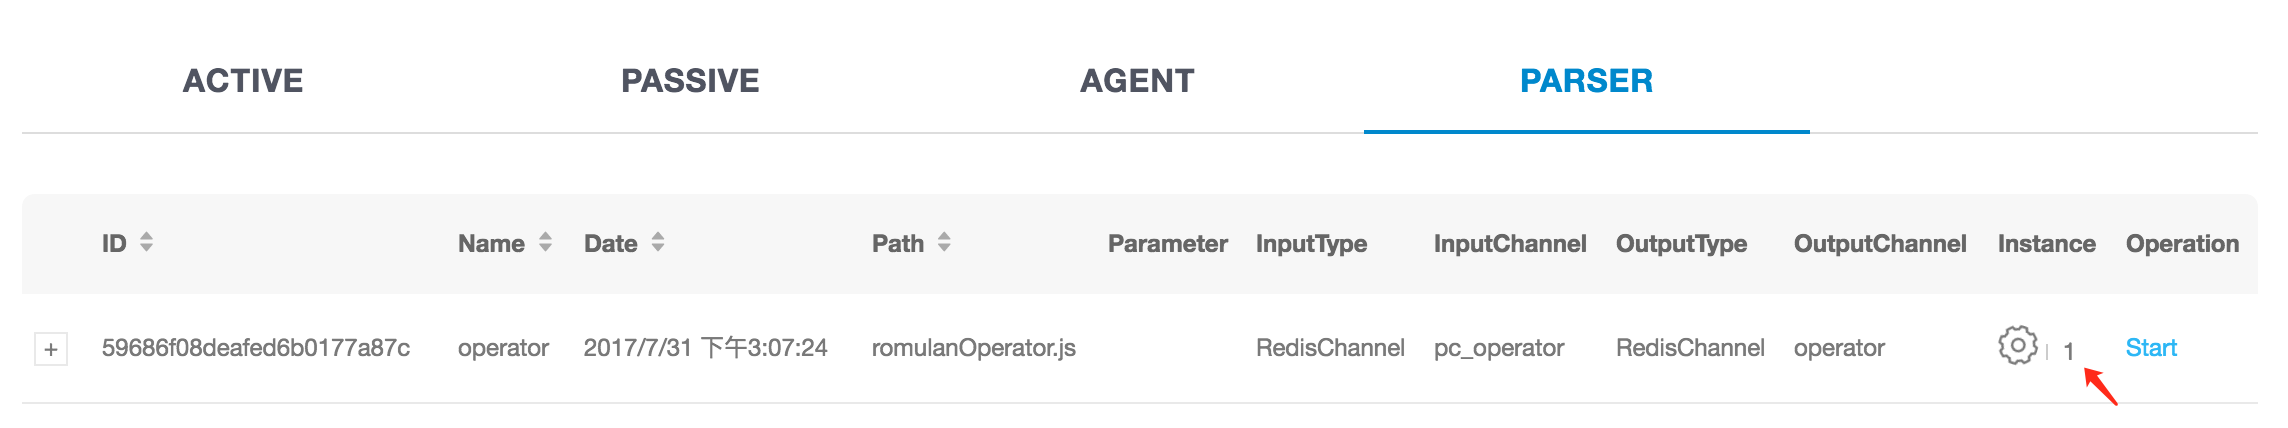 ACTIVE PASSIVE AGENT PARSER
ID Name Date Path Parameter InputType InputChannel OutputType OutputChannel Instance Operation
+ 59686f08deafed6b0177a87c operator 2017/7/31 下午3:07:24 romulanOperator.js RedisChannel pc_operator RedisChannel operator 1 Start